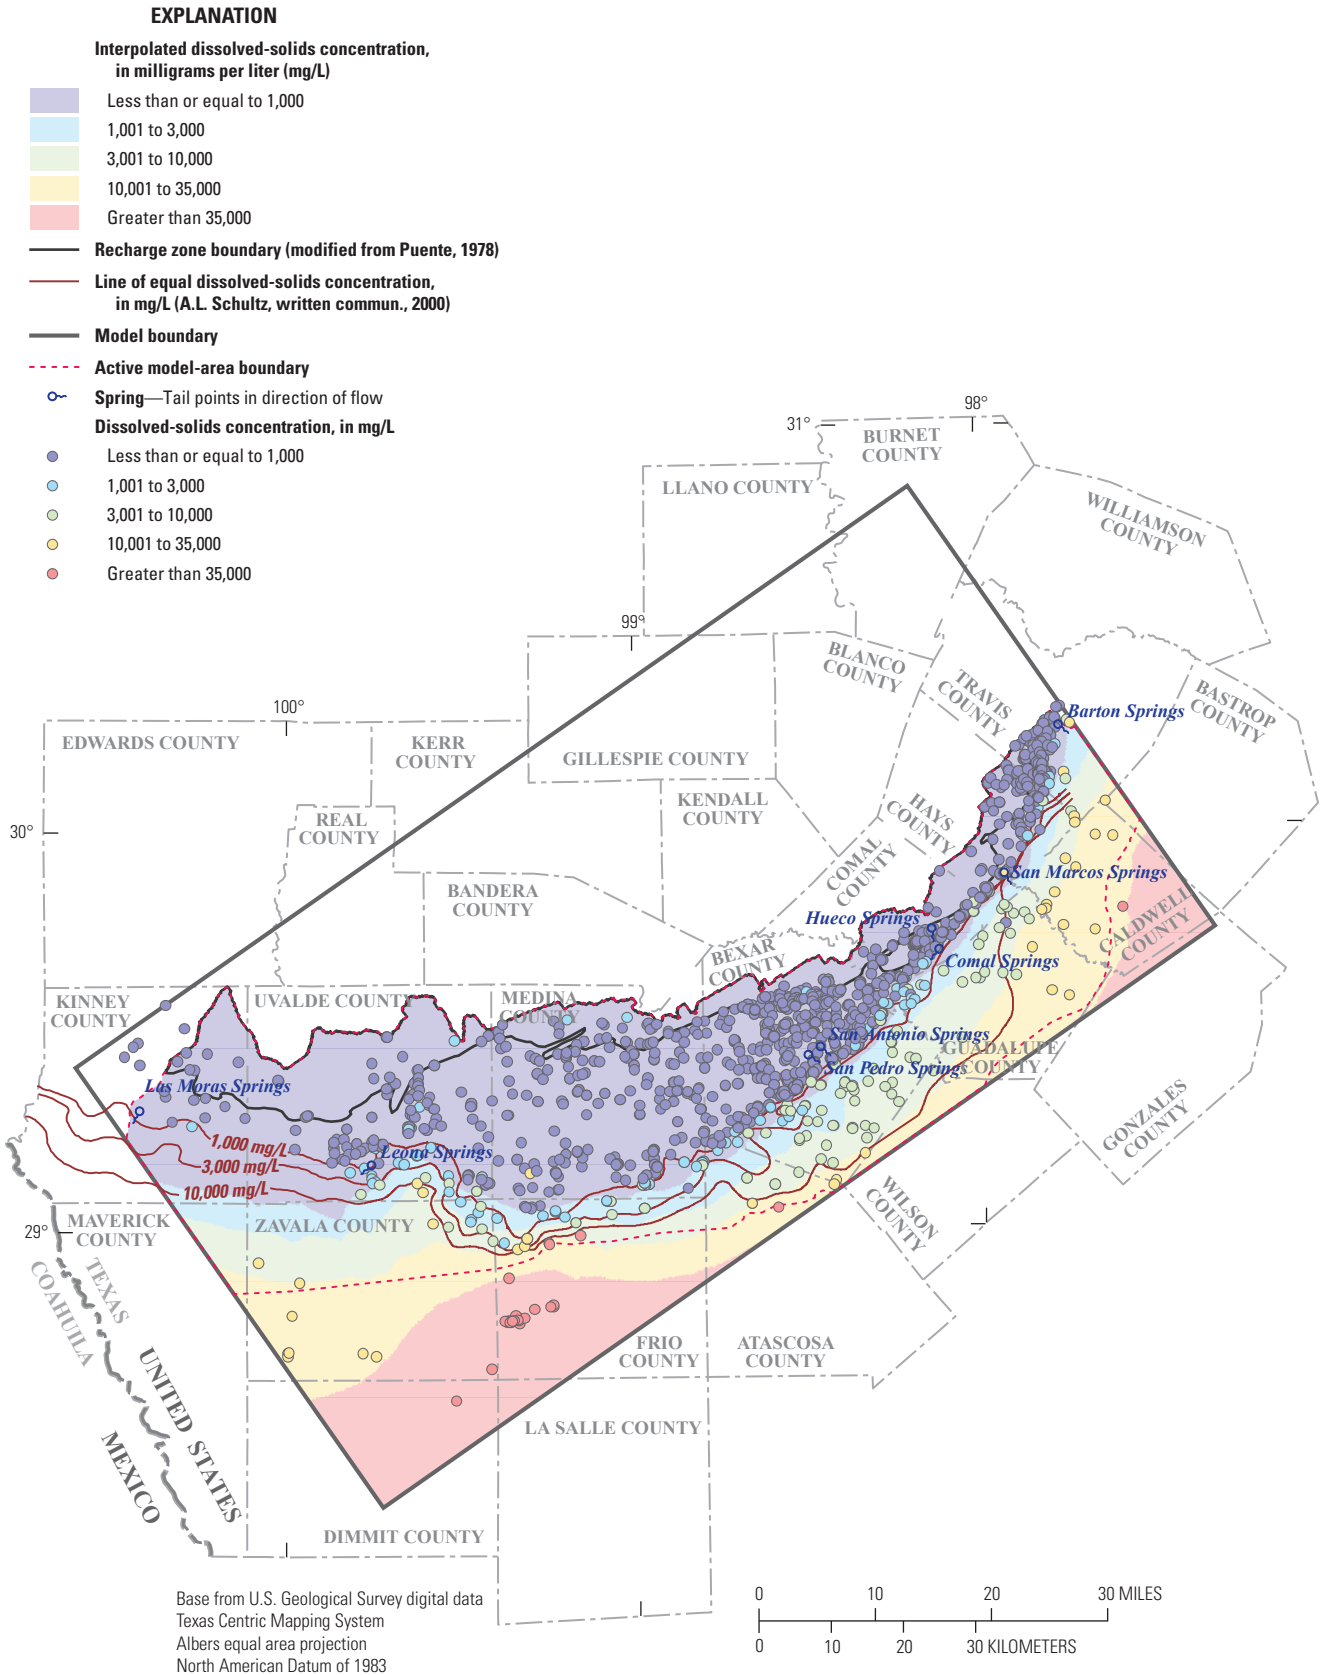 EXPLANATION
Interpolated dissolved-solids concentration,
in milligrams per liter (mg/L)
Less than or equal to 1,000
1,001 to 3,000
3,001 to 10,000
10,001 to 35,000
Greater than 35,000
Recharge zone boundary (modified from Puente, 1978)
Line of equal dissolved-solids concentration,
in mg/L (A.L. Schultz, written commun., 2000)
Model boundary
Active model-area boundary
Spring—Tail points in direction of flow
Dissolved-solids concentration, in mg/L
Less than or equal to 1,000
1,001 to 3,000
3,001 to 10,000
10,001 to 35,000
Greater than 35,000
98°
31°
BURNET
COUNTY
LLANO COUNTY
WILLIAMSON
COUNTY
99°
BLANCO
COUNTY
TRAVIS
COUNTY
BASTROP
COUNTY
100°
Barton Springs
EDWARDS COUNTY
KERR
COUNTY
GILLESPIE COUNTY
KENDALL
COUNTY
HAYS
COUNTY
REAL
COUNTY
30°
COMAL
COUNTY
San Marcos Springs
BANDERA
COUNTY
Hueco Springs
CALDWELL
COUNTY
BEXAR
COUNTY
Comal Springs
KINNEY
COUNTY
UVALDE COUNTY
MEDINA
COUNTY
San Antonio Springs
GUADALUPE
COUNTY
San Pedro Springs
Las Moras Springs
GONZALES
COUNTY
1,000 mg/L
Leona Springs
3,000 mg/L
10,000 mg/L
WILSON
COUNTY
MAVERICK
COUNTY
ZAVALA COUNTY
29°
TEXAS
COAHUILA
FRIO
COUNTY
ATASCOSA
COUNTY
UNITED STATES
MEXICO
LA SALLE COUNTY
DIMMIT COUNTY
Base from U.S. Geological Survey digital data
Texas Centric Mapping System
Albers equal area projection
North American Datum of 1983
0 10 20 30 MILES
0 10 20 30 KILOMETERS